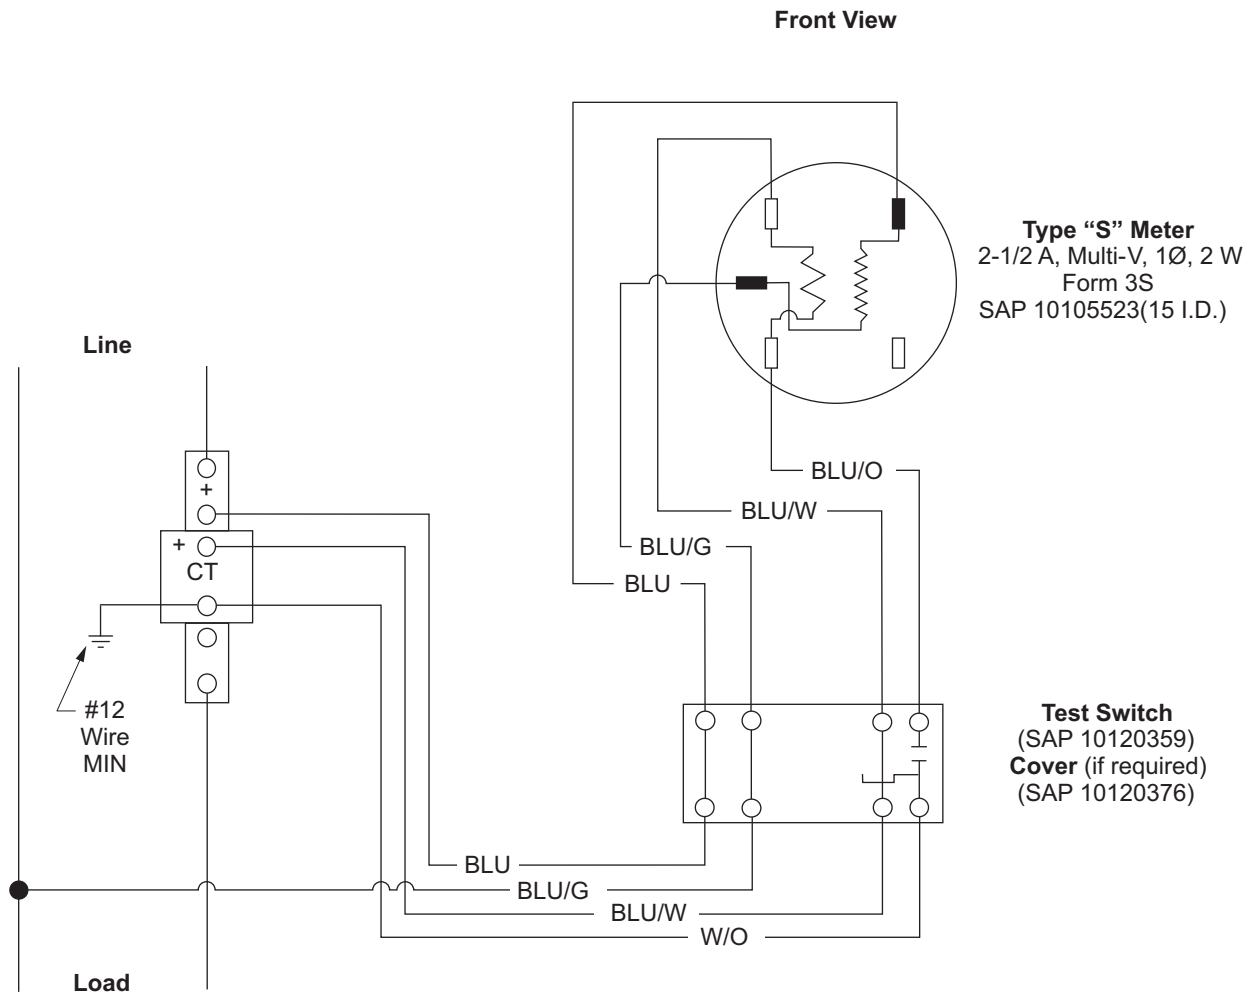 Front View
Type “S” Meter
2-1/2 A, Multi-V, 1Ø, 2 W
Form 3S
SAP 10105523(15 I.D.)
Line
BLU/O
+
BLU/W
+
BLU/G
CT
BLU
#12
Wire
MIN
Test Switch
(SAP 10120359)
Cover (if required)
(SAP 10120376)
BLU
BLU/G
BLU/W
W/O
Load